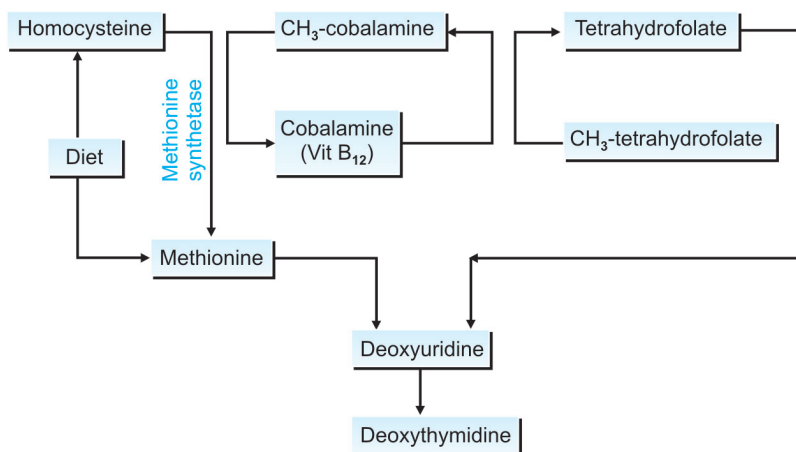 Homocysteine
CH₃-cobalamine
Tetrahydrofolate
Methionine
synthetase
Diet
Cobalamine
(Vit B₁₂)
CH₃-tetrahydrofolate
Methionine
Deoxyuridine
Deoxythymidine